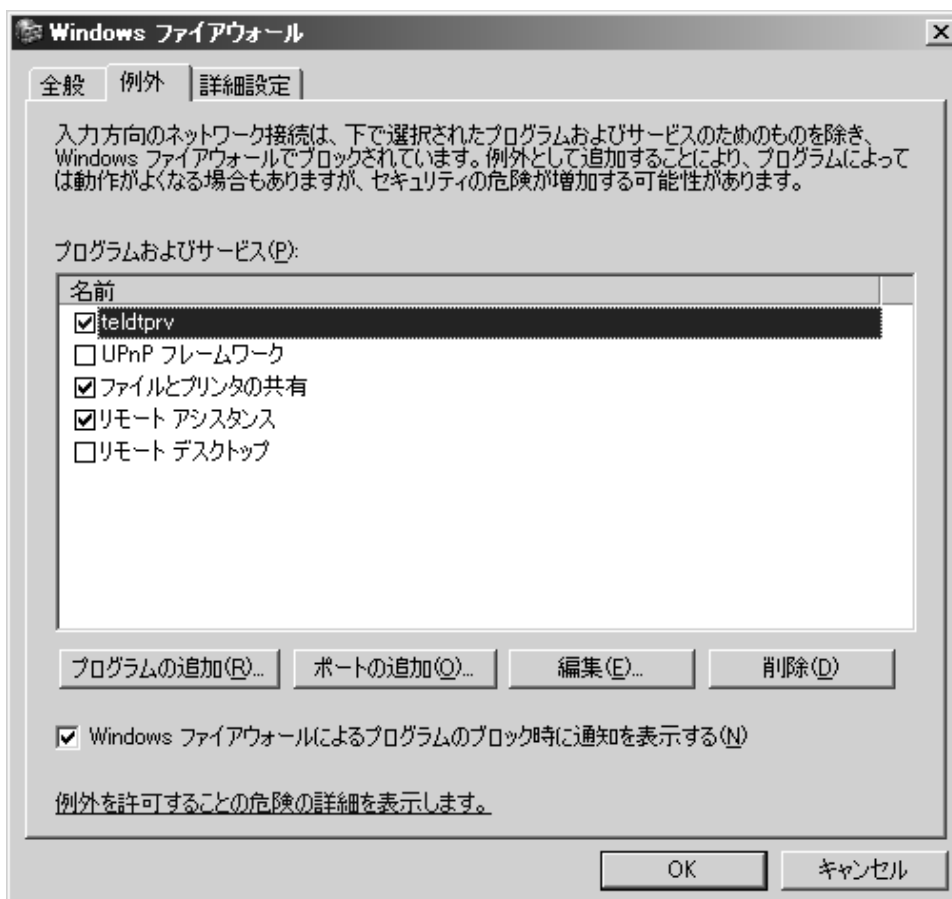 Windows ファイアウォール
全般
例外
詳細設定
入力方向のネットワーク接続は、下で選択されたプログラムおよびサービスのためのものを除き、
Windows ファイアウォールでブロックされています。例外として追加することにより、プログラムによって
は動作がよくなる場合もありますが、セキュリティの危険が増加する可能性があります。
プログラムおよびサービス(P):
名前
teldtprv
UPnP フレームワーク
ファイルとプリンタの共有
リモート アシスタンス
リモート デスクトップ
プログラムの追加(R)...
ポートの追加(O)...
編集(E)...
削除(D)
Windows ファイアウォールによるプログラムのブロック時に通知を表示する(N)
例外を許可することの危険の詳細を表示します。
OK
キャンセル